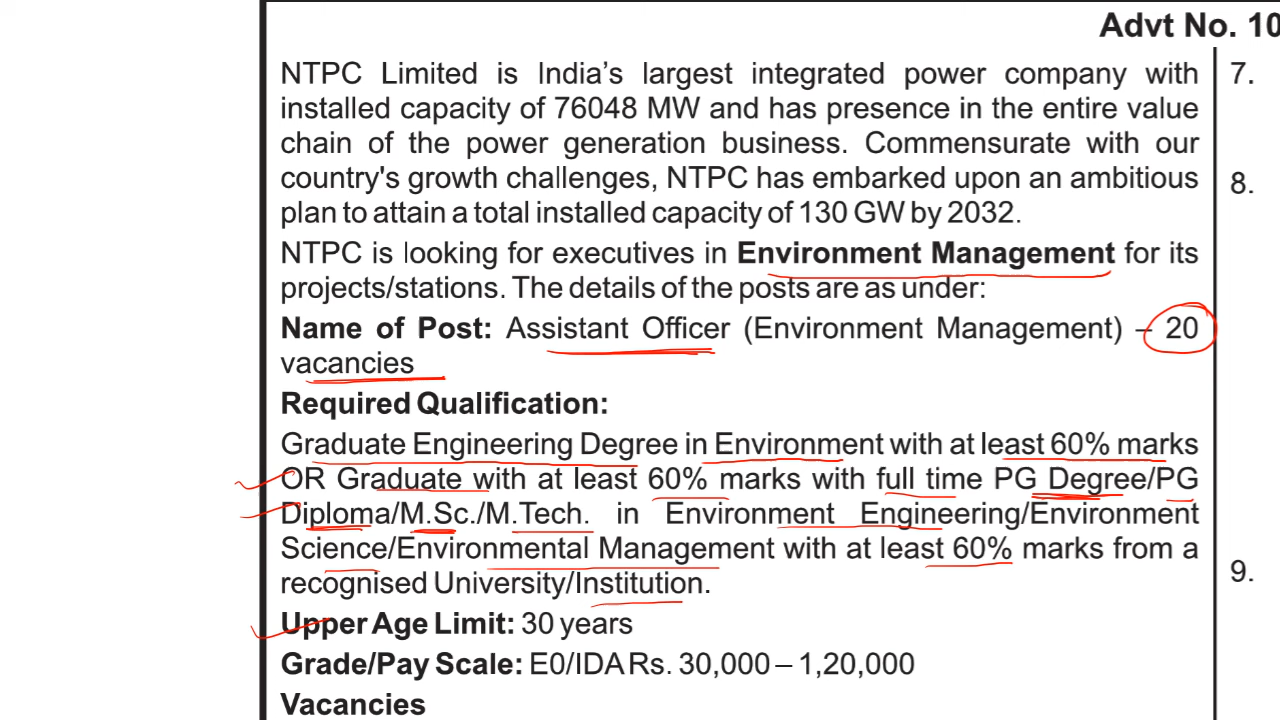 Advt No. 10
NTPC Limited is India's largest integrated power company with
installed capacity of 76048 MW and has presence in the entire value
chain of the power generation business. Commensurate with our
country's growth challenges, NTPC has embarked upon an ambitious
plan to attain a total installed capacity of 130 GW by 2032.
NTPC is looking for executives in Environment Management for its
projects/stations. The details of the posts are as under:
Name of Post: Assistant Officer (Environment Management) – 20
vacancies
Required Qualification:
Graduate Engineering Degree in Environment with at least 60% marks
OR Graduate with at least 60% marks with full time PG Degree/PG
Diploma/M.Sc./M.Tech. in Environment Engineering/Environment
Science/Environmental Management with at least 60% marks from a
recognised University/Institution.
Upper Age Limit: 30 years
Grade/Pay Scale: E0/IDA Rs. 30,000 – 1,20,000
Vacancies
7.
8.
9.